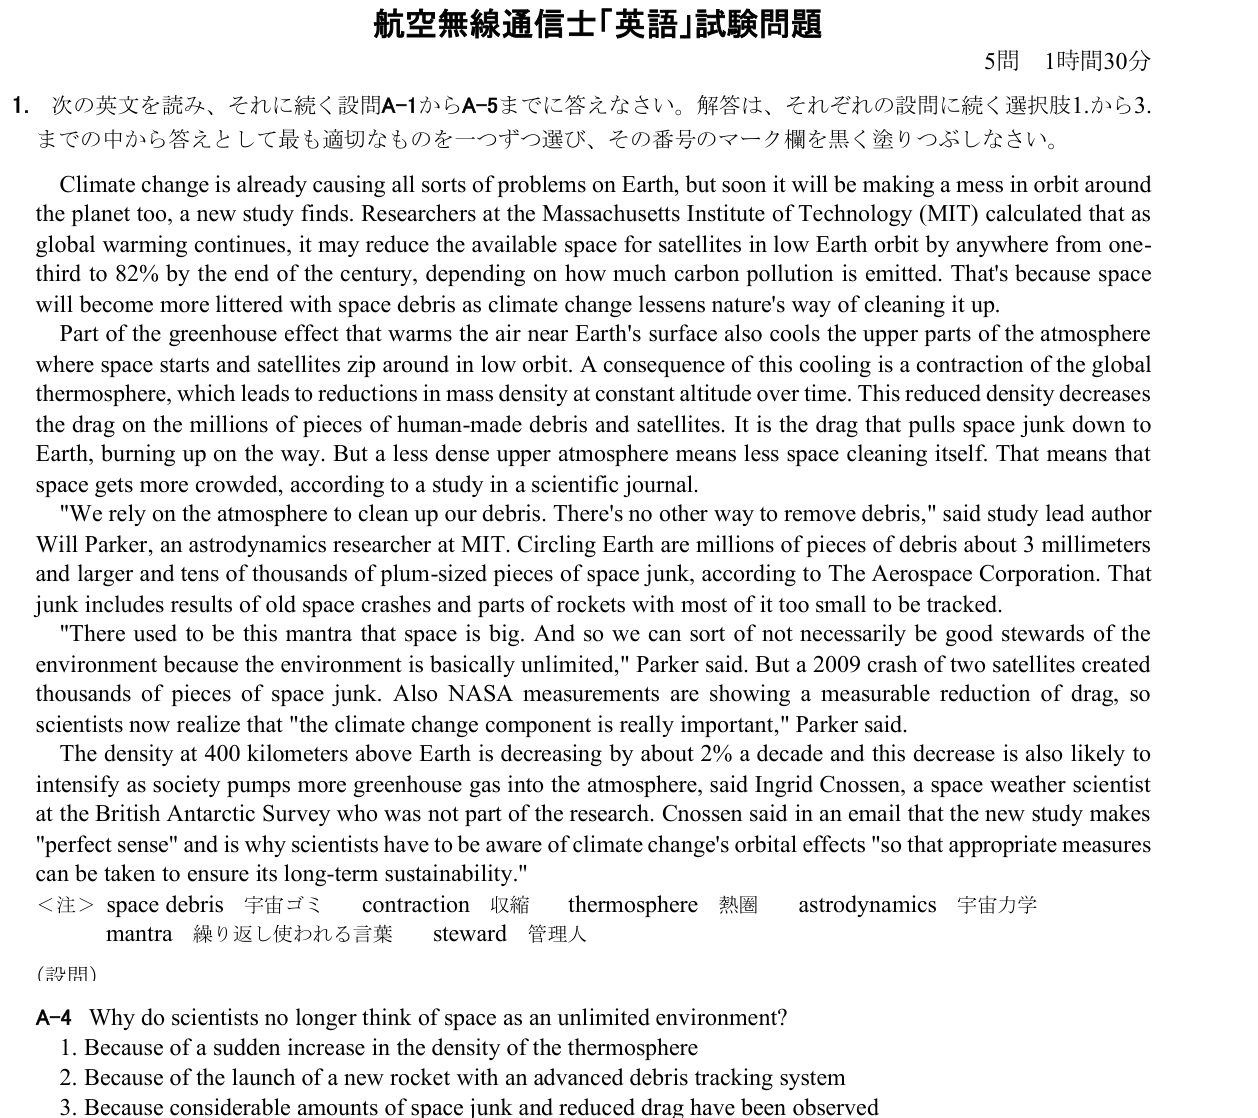 航空無線通信士「英語」試験問題
5問 1時間30分
1. 次の英文を読み、それに続く設問A-1からA-5までに答えなさい。解答は、それぞれの設問に続く選択肢1.から3.
までの中から答えとして最も適切なものを一つずつ選び、その番号のマーク欄を黒く塗りつぶしなさい。
Climate change is already causing all sorts of problems on Earth, but soon it will be making a mess in orbit around
the planet too, a new study finds. Researchers at the Massachusetts Institute of Technology (MIT) calculated that as
global warming continues, it may reduce the available space for satellites in low Earth orbit by anywhere from one-
third to 82% by the end of the century, depending on how much carbon pollution is emitted. That's because space
will become more littered with space debris as climate change lessens nature's way of cleaning it up.
Part of the greenhouse effect that warms the air near Earth's surface also cools the upper parts of the atmosphere
where space starts and satellites zip around in low orbit. A consequence of this cooling is a contraction of the global
thermosphere, which leads to reductions in mass density at constant altitude over time. This reduced density decreases
the drag on the millions of pieces of human-made debris and satellites. It is the drag that pulls space junk down to
Earth, burning up on the way. But a less dense upper atmosphere means less space cleaning itself. That means that
space gets more crowded, according to a study in a scientific journal.
"We rely on the atmosphere to clean up our debris. There's no other way to remove debris," said study lead author
Will Parker, an astrodynamics researcher at MIT. Circling Earth are millions of pieces of debris about 3 millimeters
and larger and tens of thousands of plum-sized pieces of space junk, according to The Aerospace Corporation. That
junk includes results of old space crashes and parts of rockets with most of it too small to be tracked.
"There used to be this mantra that space is big. And so we can sort of not necessarily be good stewards of the
environment because the environment is basically unlimited," Parker said. But a 2009 crash of two satellites created
thousands of pieces of space junk. Also NASA measurements are showing a measurable reduction of drag, so
scientists now realize that "the climate change component is really important," Parker said.
The density at 400 kilometers above Earth is decreasing by about 2% a decade and this decrease is also likely to
intensify as society pumps more greenhouse gas into the atmosphere, said Ingrid Cnossen, a space weather scientist
at the British Antarctic Survey who was not part of the research. Cnossen said in an email that the new study makes
"perfect sense" and is why scientists have to be aware of climate change's orbital effects "so that appropriate measures
can be taken to ensure its long-term sustainability."
＜注＞ space debris 宇宙ゴミ contraction 収縮 thermosphere 熱圏 astrodynamics 宇宙力学
mantra 繰り返し使われる言葉 steward 管理人
(設問)
A-4 Why do scientists no longer think of space as an unlimited environment?
1. Because of a sudden increase in the density of the thermosphere
2. Because of the launch of a new rocket with an advanced debris tracking system
3. Because considerable amounts of space junk and reduced drag have been observed